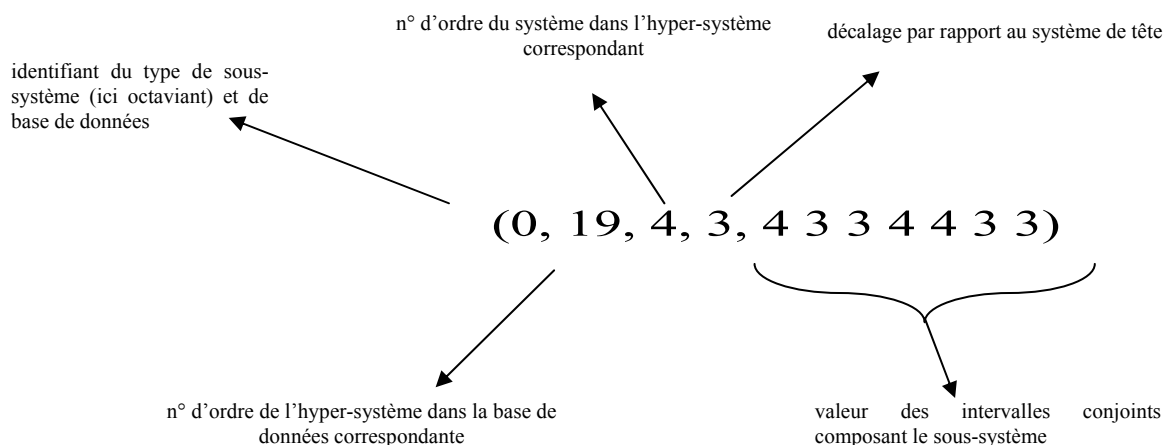 n° d’ordre du système dans l’hyper-système
correspondant
décalage par rapport au système de tête
identifiant du type de sous-
système (ici octaviant) et de
base de données
(0, 19, 4, 3, 4 3 3 4 4 3 3)
n° d’ordre de l’hyper-système dans la base de
données correspondante
valeur des intervalles conjoints
composant le sous-système